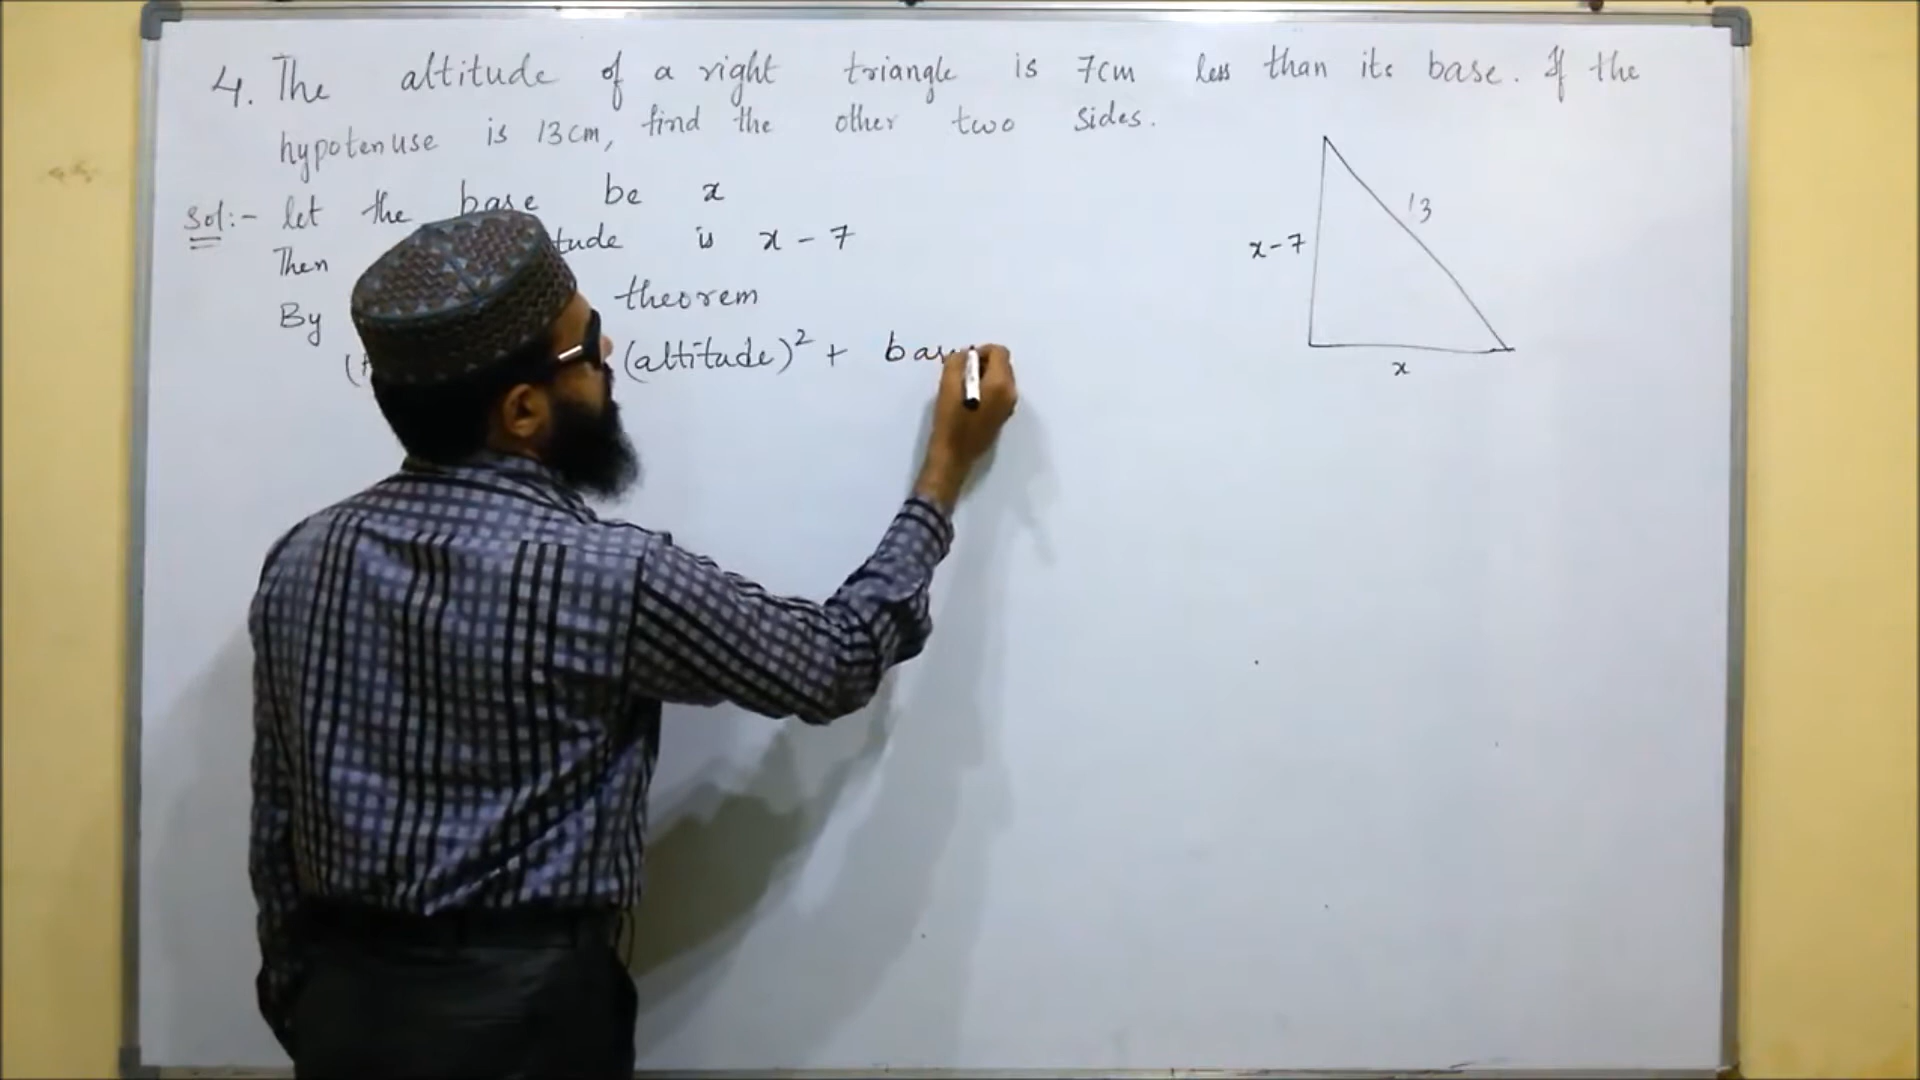 4. The altitude of a right triangle is 7cm less than its base. If the
hypotenuse is 13cm, find the other two sides.
Sol:- let the base be x
Then tude is x - 7
By theorem
(altitude)² + bas
13
x-7
x